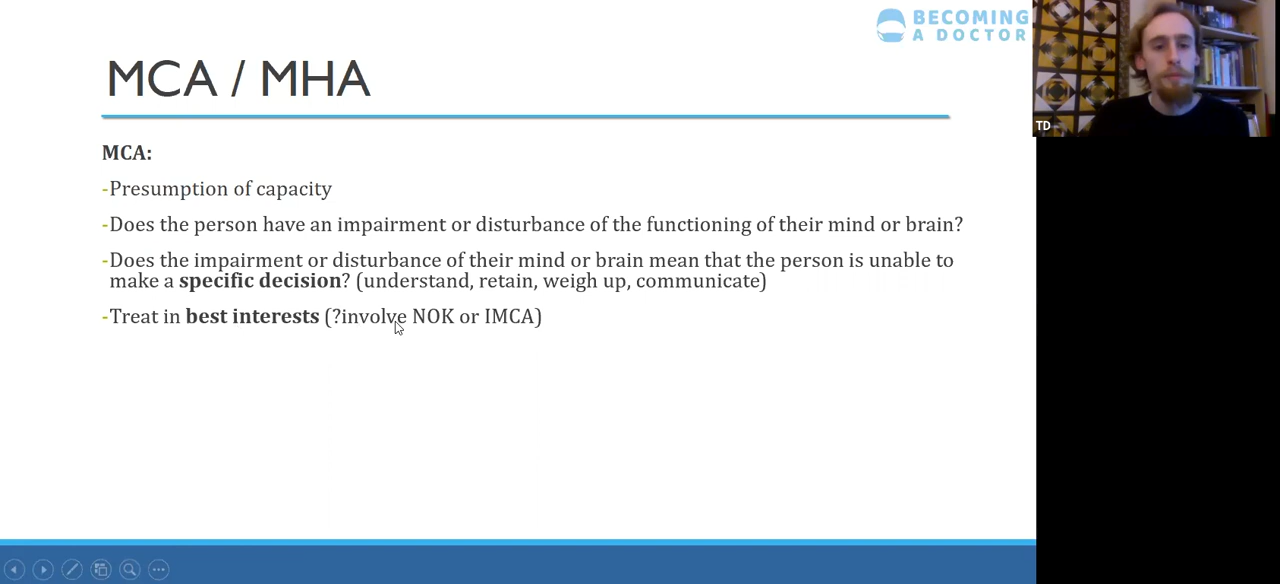 BECOMING
A DOCTOR
MCA / MHA
TD
MCA:
-Presumption of capacity
-Does the person have an impairment or disturbance of the functioning of their mind or brain?
-Does the impairment or disturbance of their mind or brain mean that the person is unable to
make a specific decision? (understand, retain, weigh up, communicate)
-Treat in best interests (?involve NOK or IMCA)